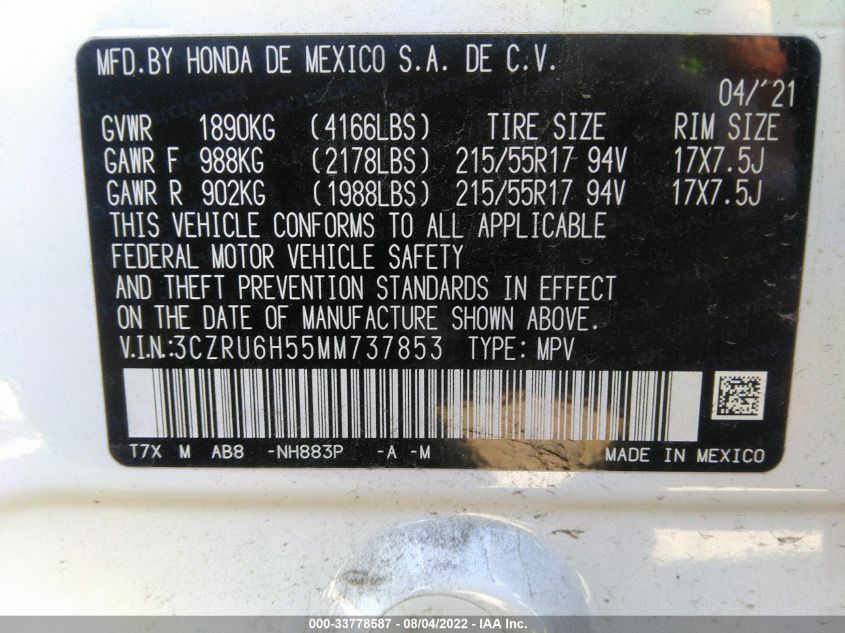 MFD.BY HONDA DE MEXICO S.A. DE C.V.
04/'21
GVWR 1890KG (4166LBS) TIRE SIZE RIM SIZE
GAWR F 988KG (2178LBS) 215/55R17 94V 17X7.5J
GAWR R 902KG (1988LBS) 215/55R17 94V 17X7.5J
THIS VEHICLE CONFORMS TO ALL APPLICABLE
FEDERAL MOTOR VEHICLE SAFETY
AND THEFT PREVENTION STANDARDS IN EFFECT
ON THE DATE OF MANUFACTURE SHOWN ABOVE.
V.I.N.:3CZRU6H55MM737853 TYPE: MPV
T7X M AB8 -NH883P -A -M MADE IN MEXICO
000-33778587 - 08/04/2022 - IAA Inc.